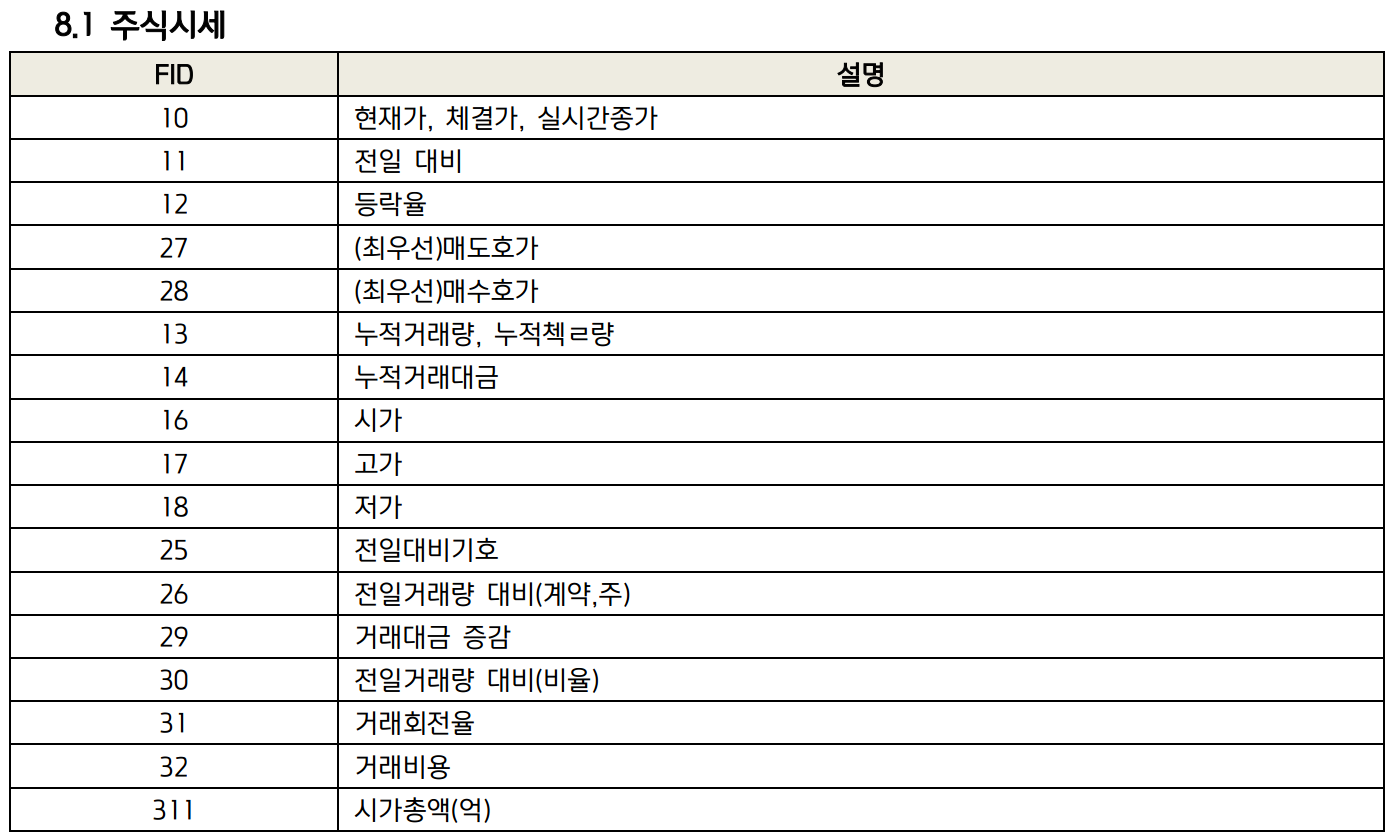 8.1 주식시세
FID 설명
10 현재가, 체결가, 실시간종가
11 전일 대비
12 등락율
27 (최우선)매도호가
28 (최우선)매수호가
13 누적거래량, 누적첵ㄹ량
14 누적거래대금
16 시가
17 고가
18 저가
25 전일대비기호
26 전일거래량 대비(계약,주)
29 거래대금 증감
30 전일거래량 대비(비율)
31 거래회전율
32 거래비용
311 시가총액(억)